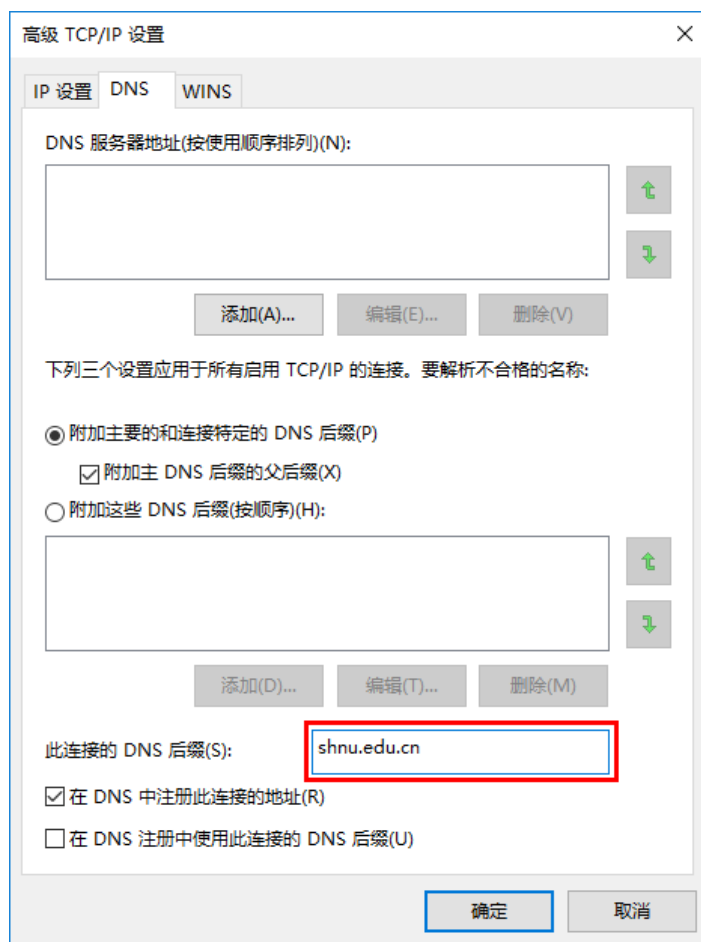 高级 TCP/IP 设置
IP 设置 DNS WINS
DNS 服务器地址(按使用顺序排列)(N):
添加(A)... 编辑(E)... 删除(V)
下列三个设置应用于所有启用 TCP/IP 的连接。要解析不合格的名称:
附加主要的和连接特定的 DNS 后缀(P)
附加主 DNS 后缀的父后缀(X)
附加这些 DNS 后缀(按顺序)(H):
添加(D)... 编辑(T)... 删除(M)
此连接的 DNS 后缀(S): shnu.edu.cn
在 DNS 中注册此连接的地址(R)
在 DNS 注册中使用此连接的 DNS 后缀(U)
确定 取消